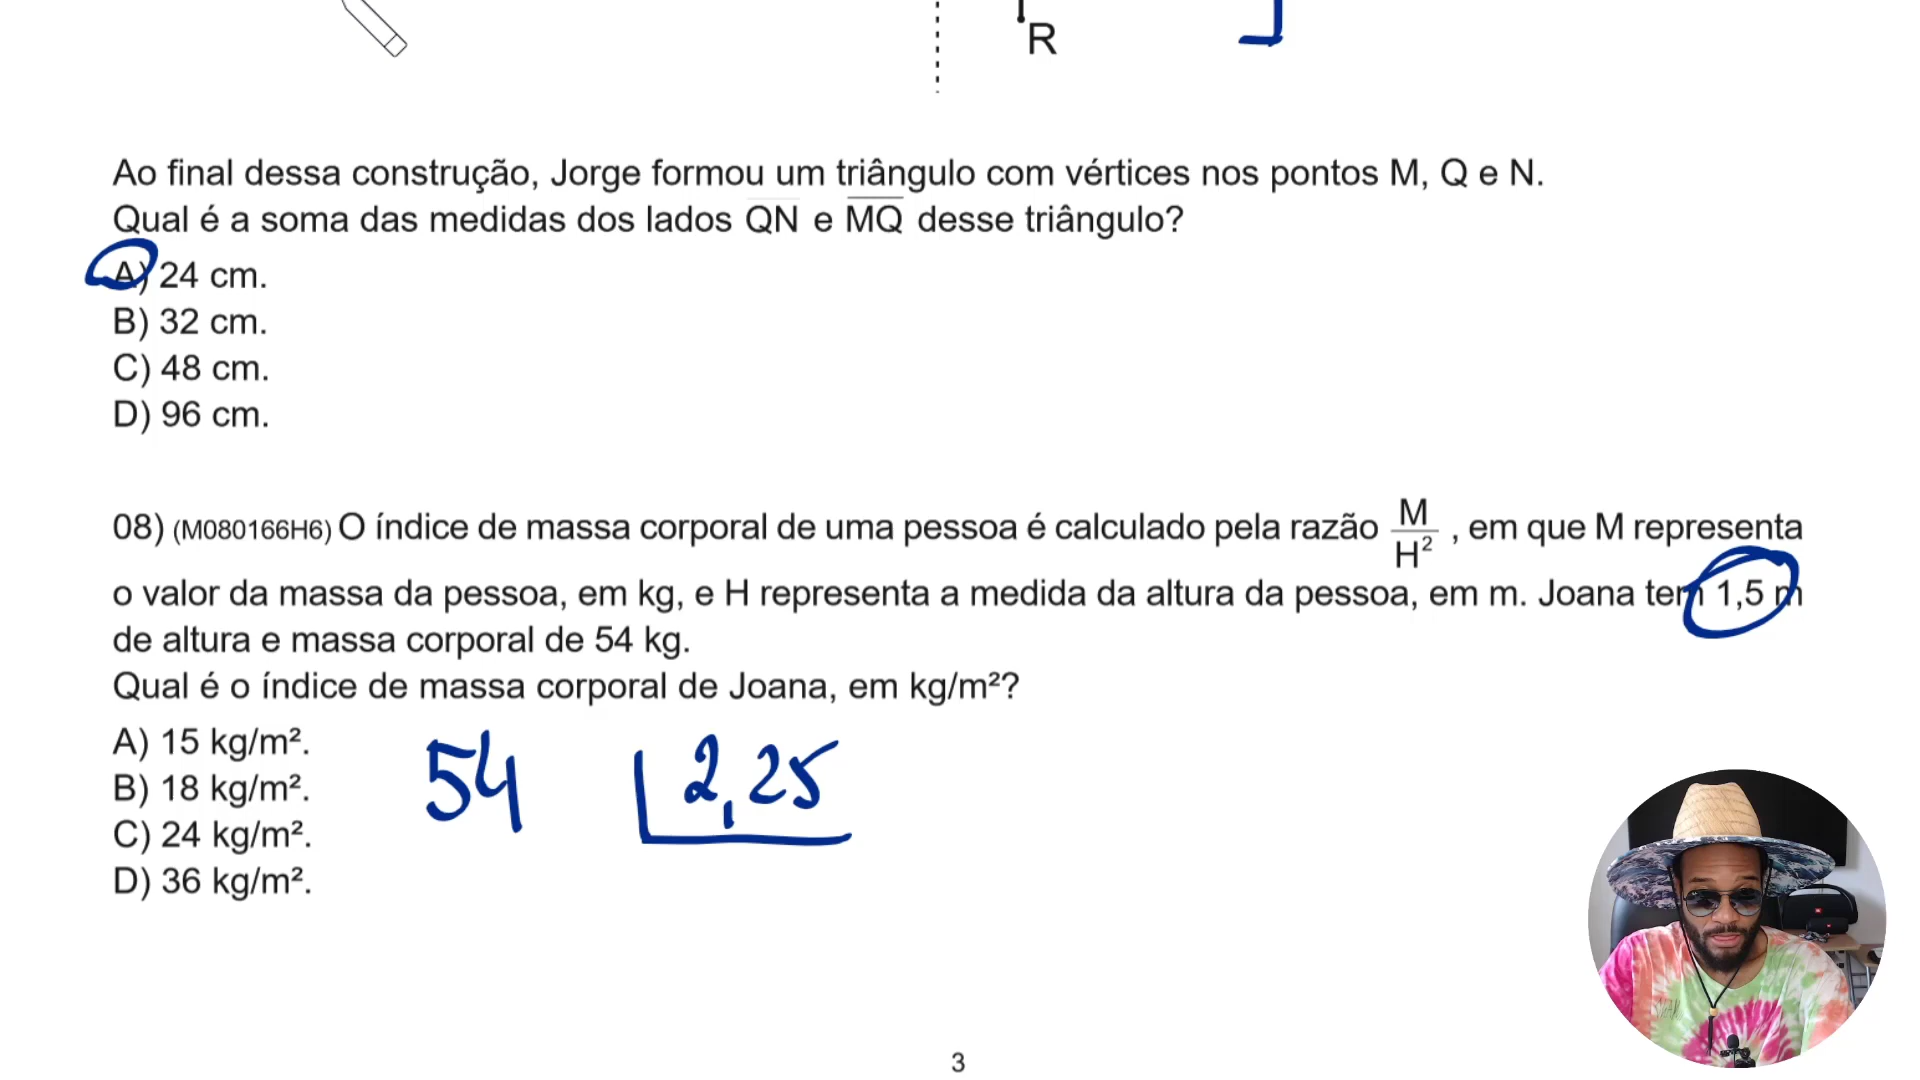 R
Ao final dessa construção, Jorge formou um triângulo com vértices nos pontos M, Q e N.
Qual é a soma das medidas dos lados QN e MQ desse triângulo?
A) 24 cm.
B) 32 cm.
C) 48 cm.
D) 96 cm.
08) (M080166H6) O índice de massa corporal de uma pessoa é calculado pela razão M/H², em que M representa
o valor da massa da pessoa, em kg, e H representa a medida da altura da pessoa, em m. Joana tem 1,5 m
de altura e massa corporal de 54 kg.
Qual é o índice de massa corporal de Joana, em kg/m²?
A) 15 kg/m².
B) 18 kg/m².
C) 24 kg/m².
D) 36 kg/m².
54 2,25
3